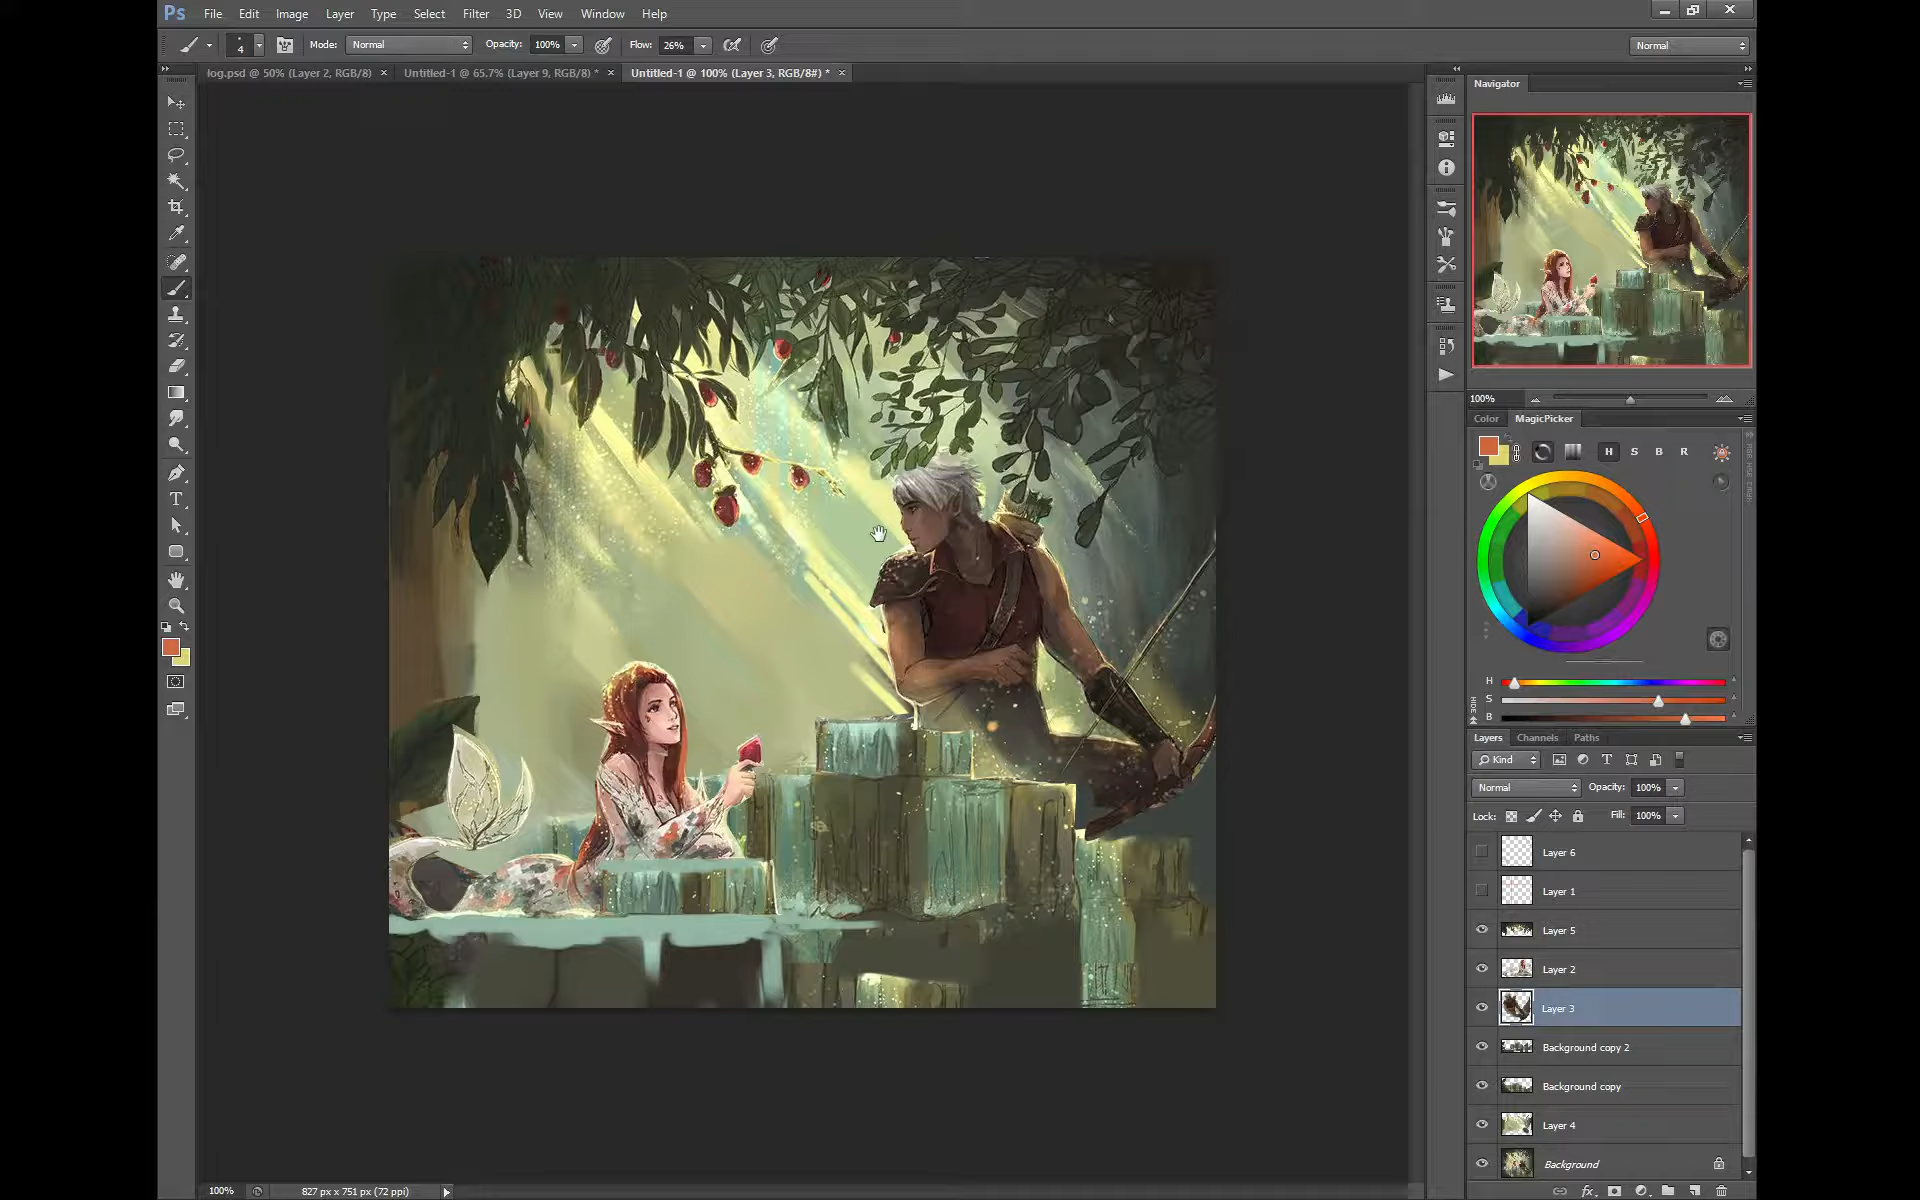 Ps File Edit Image Layer Type Select Filter 3D View Window Help
4 Mode: Normal Opacity: 100% Flow: 26% Normal
log.psd @ 50% (Layer 2, RGB/8) × Untitled-1 @ 65.7% (Layer 9, RGB/8) * × Untitled-1 @ 100% (Layer 3, RGB/8#) * ×
Navigator
100%
Color MagicPicker
H S B R
H
S
B
HIDE
Layers Channels Paths
Kind
Normal Opacity: 100%
Lock: Fill: 100%
Layer 6
Layer 1
Layer 5
Layer 2
Layer 3
Background copy 2
Background copy
Layer 4
Background
fx
100% 827 px x 751 px (72 ppi)